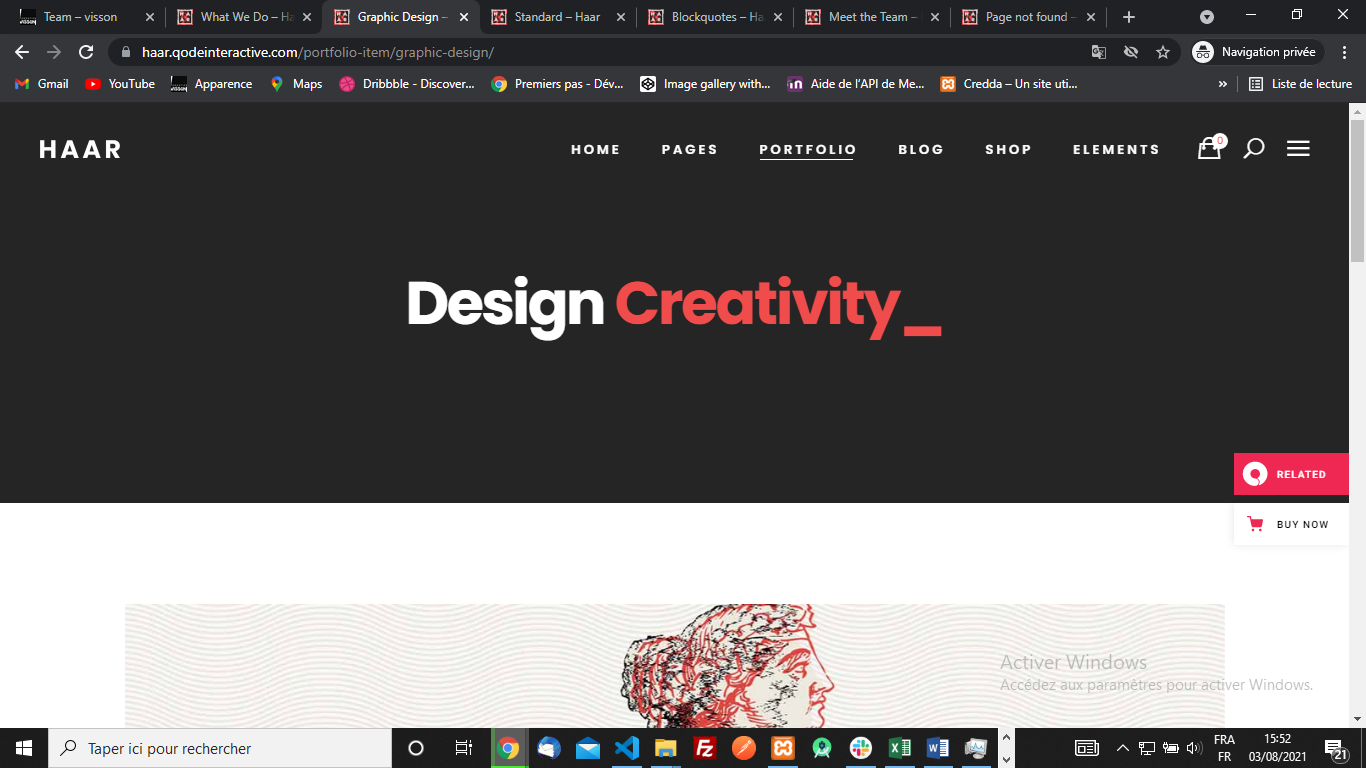 Team – visson
What We Do – Ha
Graphic Design –
Standard – Haar
Blockquotes – Ha
Meet the Team –
Page not found –
haar.qodeinteractive.com/portfolio-item/graphic-design/
Navigation privée
Gmail
YouTube
Apparence
Maps
Dribbble - Discover...
Premiers pas - Dév...
Image gallery with...
Aide de l’API de Me...
Credda – Un site uti...
»
Liste de lecture
HAAR
HOME
PAGES
PORTFOLIO
BLOG
SHOP
ELEMENTS
0
Design Creativity_
RELATED
BUY NOW
Activer Windows
Accédez aux paramètres pour activer Windows.
Taper ici pour rechercher
FRA
FR
15:52
03/08/2021
21